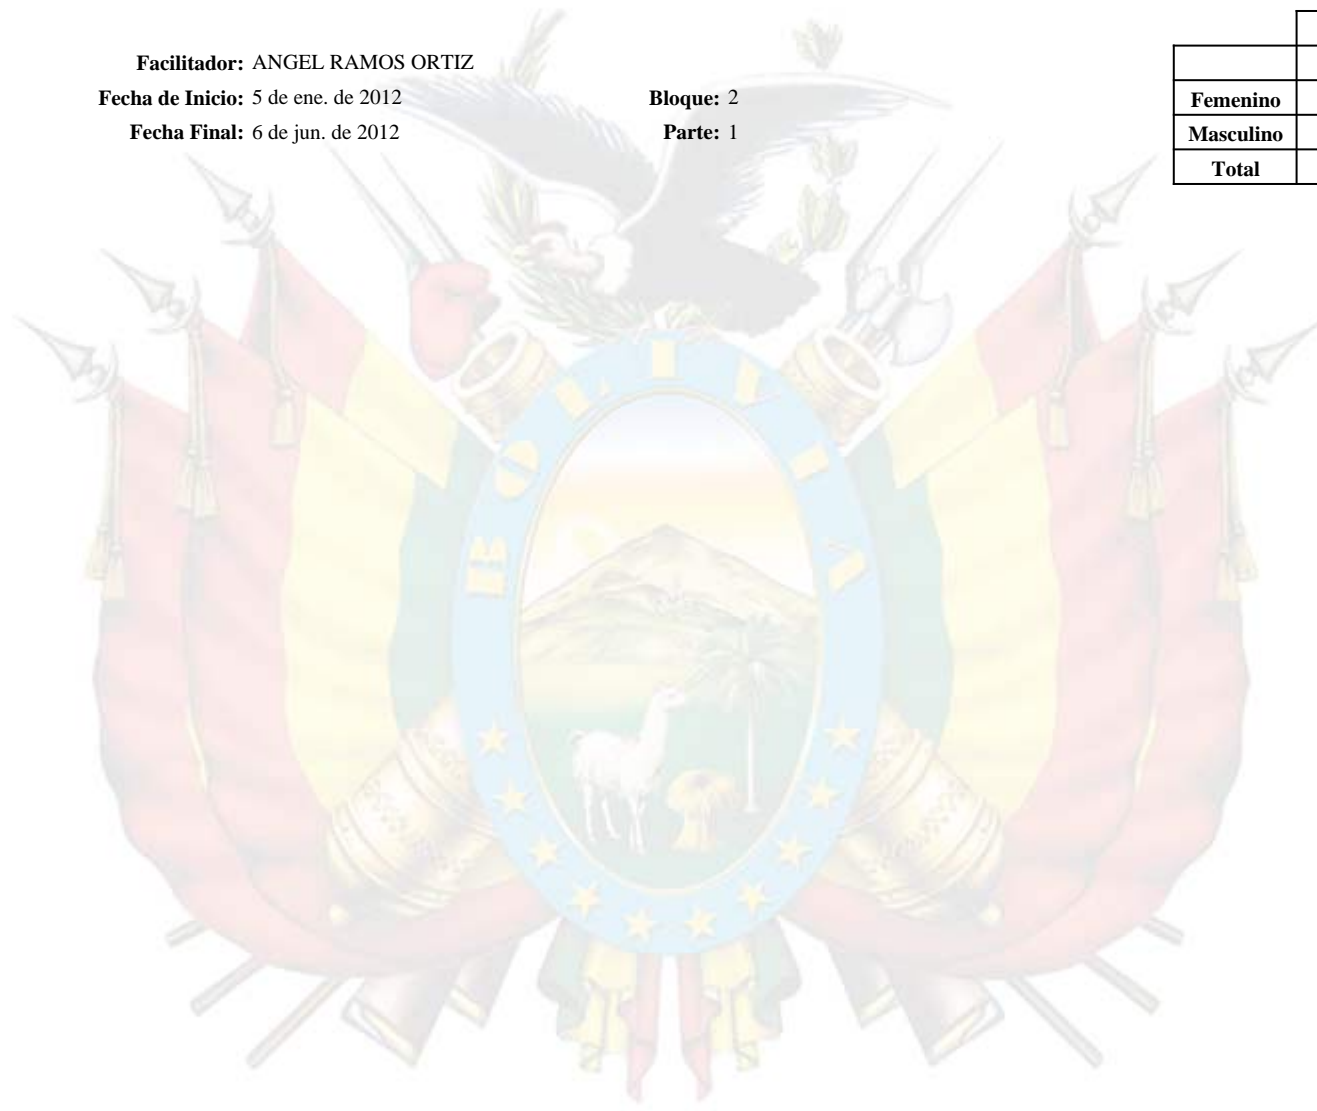 Facilitador: ANGEL RAMOS ORTIZ
Fecha de Inicio: 5 de ene. de 2012 Bloque: 2
Fecha Final: 6 de jun. de 2012 Parte: 1
Femenino
Masculino
Total
BOLIVIA